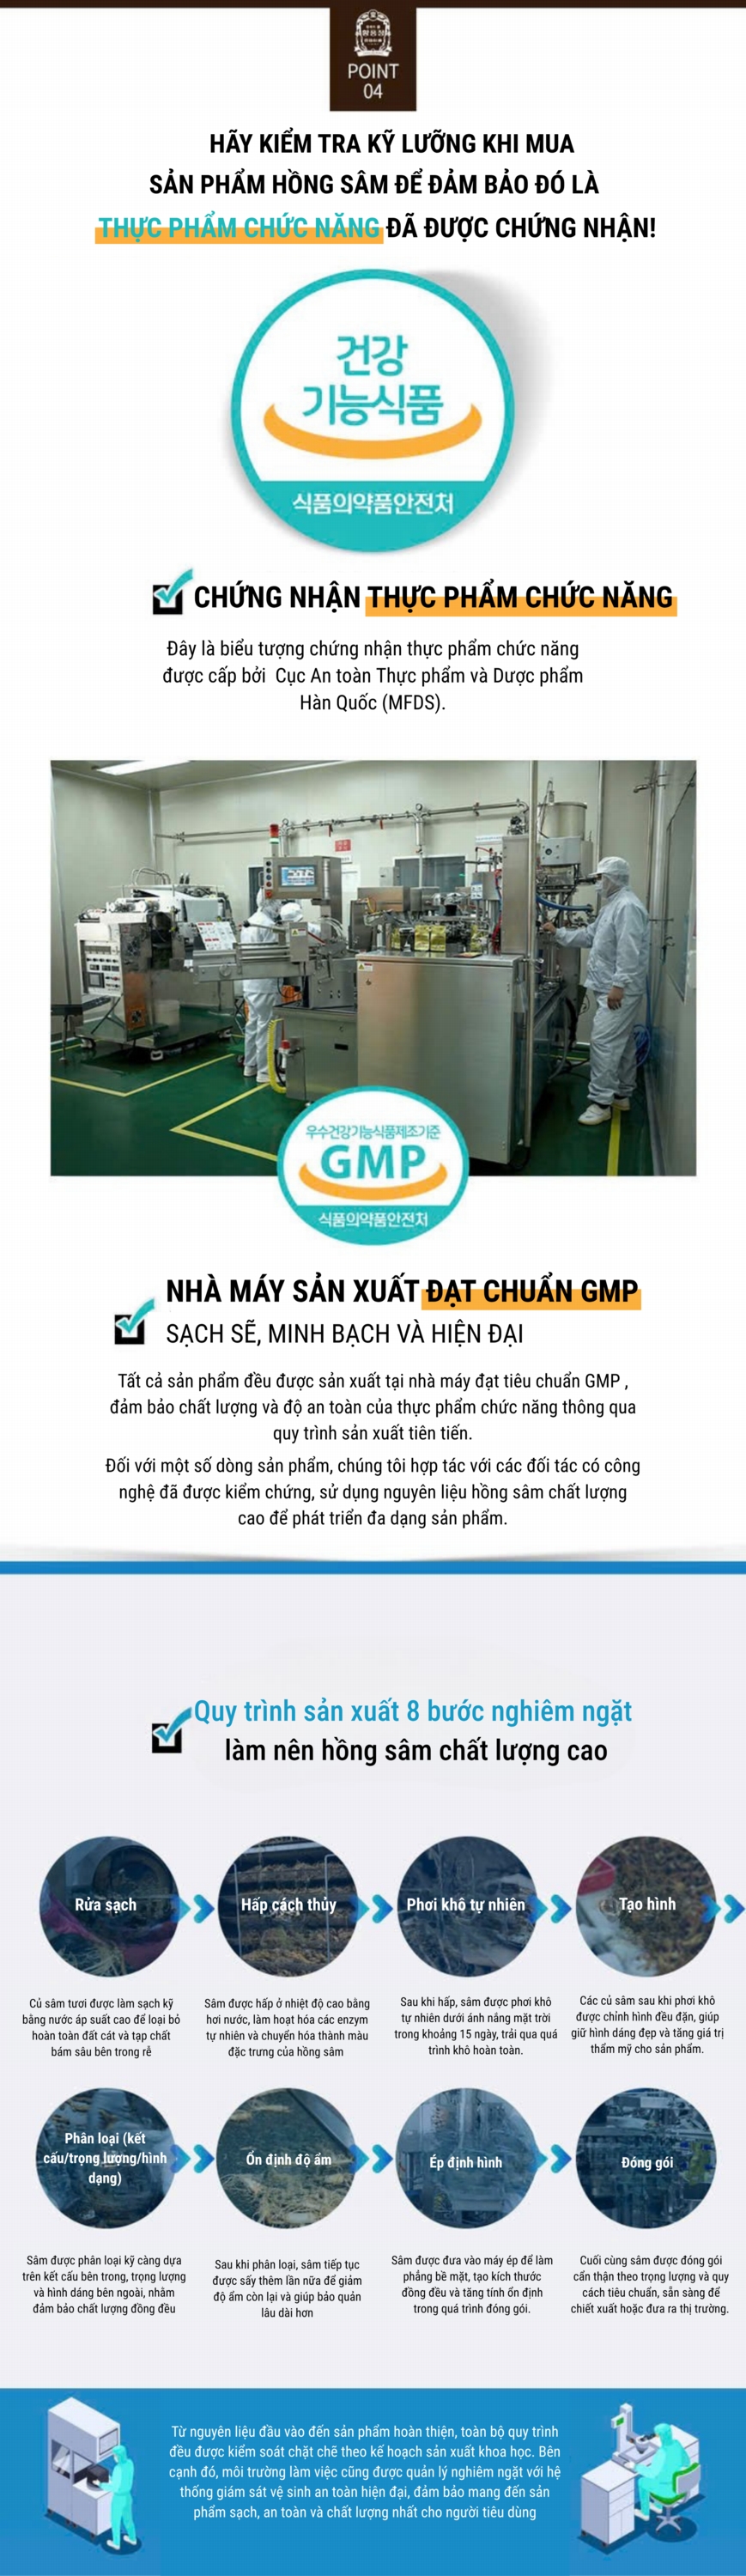 POINT
04
HÃY KIỂM TRA KỸ LƯỠNG KHI MUA
SẢN PHẨM HỒNG SÂM ĐỂ ĐẢM BẢO ĐÓ LÀ
THỰC PHẨM CHỨC NĂNG ĐÃ ĐƯỢC CHỨNG NHẬN!
건강
기능식품
식품의약품안전처
CHỨNG NHẬN THỰC PHẨM CHỨC NĂNG
Đây là biểu tượng chứng nhận thực phẩm chức năng
được cấp bởi Cục An toàn Thực phẩm và Dược phẩm
Hàn Quốc (MFDS).
우수건강기능식품제조기준
GMP
식품의약품안전처
NHÀ MÁY SẢN XUẤT ĐẠT CHUẨN GMP
SẠCH SẼ, MINH BẠCH VÀ HIỆN ĐẠI
Tất cả sản phẩm đều được sản xuất tại nhà máy đạt tiêu chuẩn GMP ,
đảm bảo chất lượng và độ an toàn của thực phẩm chức năng thông qua
quy trình sản xuất tiên tiến.
Đối với một số dòng sản phẩm, chúng tôi hợp tác với các đối tác có công
nghệ đã được kiểm chứng, sử dụng nguyên liệu hồng sâm chất lượng
cao để phát triển đa dạng sản phẩm.
Quy trình sản xuất 8 bước nghiêm ngặt
làm nên hồng sâm chất lượng cao
Rửa sạch
Củ sâm tươi được làm sạch kỹ
bằng nước áp suất cao để loại bỏ
hoàn toàn đất cát và tạp chất
bám sâu bên trong rễ
Hấp cách thủy
Sâm được hấp ở nhiệt độ cao bằng
hơi nước, làm hoạt hóa các enzym
tự nhiên và chuyển hóa thành màu
đặc trưng của hồng sâm
Phơi khô tự nhiên
Sau khi hấp, sâm được phơi khô
tự nhiên dưới ánh nắng mặt trời
trong khoảng 15 ngày, trải qua quá
trình khô hoàn toàn.
Tạo hình
Các củ sâm sau khi phơi khô
được chỉnh hình đều đặn, giúp
giữ hình dáng đẹp và tăng giá trị
thẩm mỹ cho sản phẩm.
Phân loại (kết
cấu/trọng lượng/hình
dạng)
Sâm được phân loại kỹ càng dựa
trên kết cấu bên trong, trọng lượng
và hình dáng bên ngoài, nhằm
đảm bảo chất lượng đồng đều
Ổn định độ ẩm
Sau khi phân loại, sâm tiếp tục
được sấy thêm lần nữa để giảm
độ ẩm còn lại và giúp bảo quản
lâu dài hơn
Ép định hình
Sâm được đưa vào máy ép để làm
phẳng bề mặt, tạo kích thước
đồng đều và tăng tính ổn định
trong quá trình đóng gói.
Đóng gói
Cuối cùng sâm được đóng gói
cẩn thận theo trọng lượng và quy
cách tiêu chuẩn, sẵn sàng để
chiết xuất hoặc đưa ra thị trường.
Từ nguyên liệu đầu vào đến sản phẩm hoàn thiện, toàn bộ quy trình
đều được kiểm soát chặt chẽ theo kế hoạch sản xuất khoa học. Bên
cạnh đó, môi trường làm việc cũng được quản lý nghiêm ngặt với hệ
thống giám sát vệ sinh an toàn hiện đại, đảm bảo mang đến sản
phẩm sạch, an toàn và chất lượng nhất cho người tiêu dùng